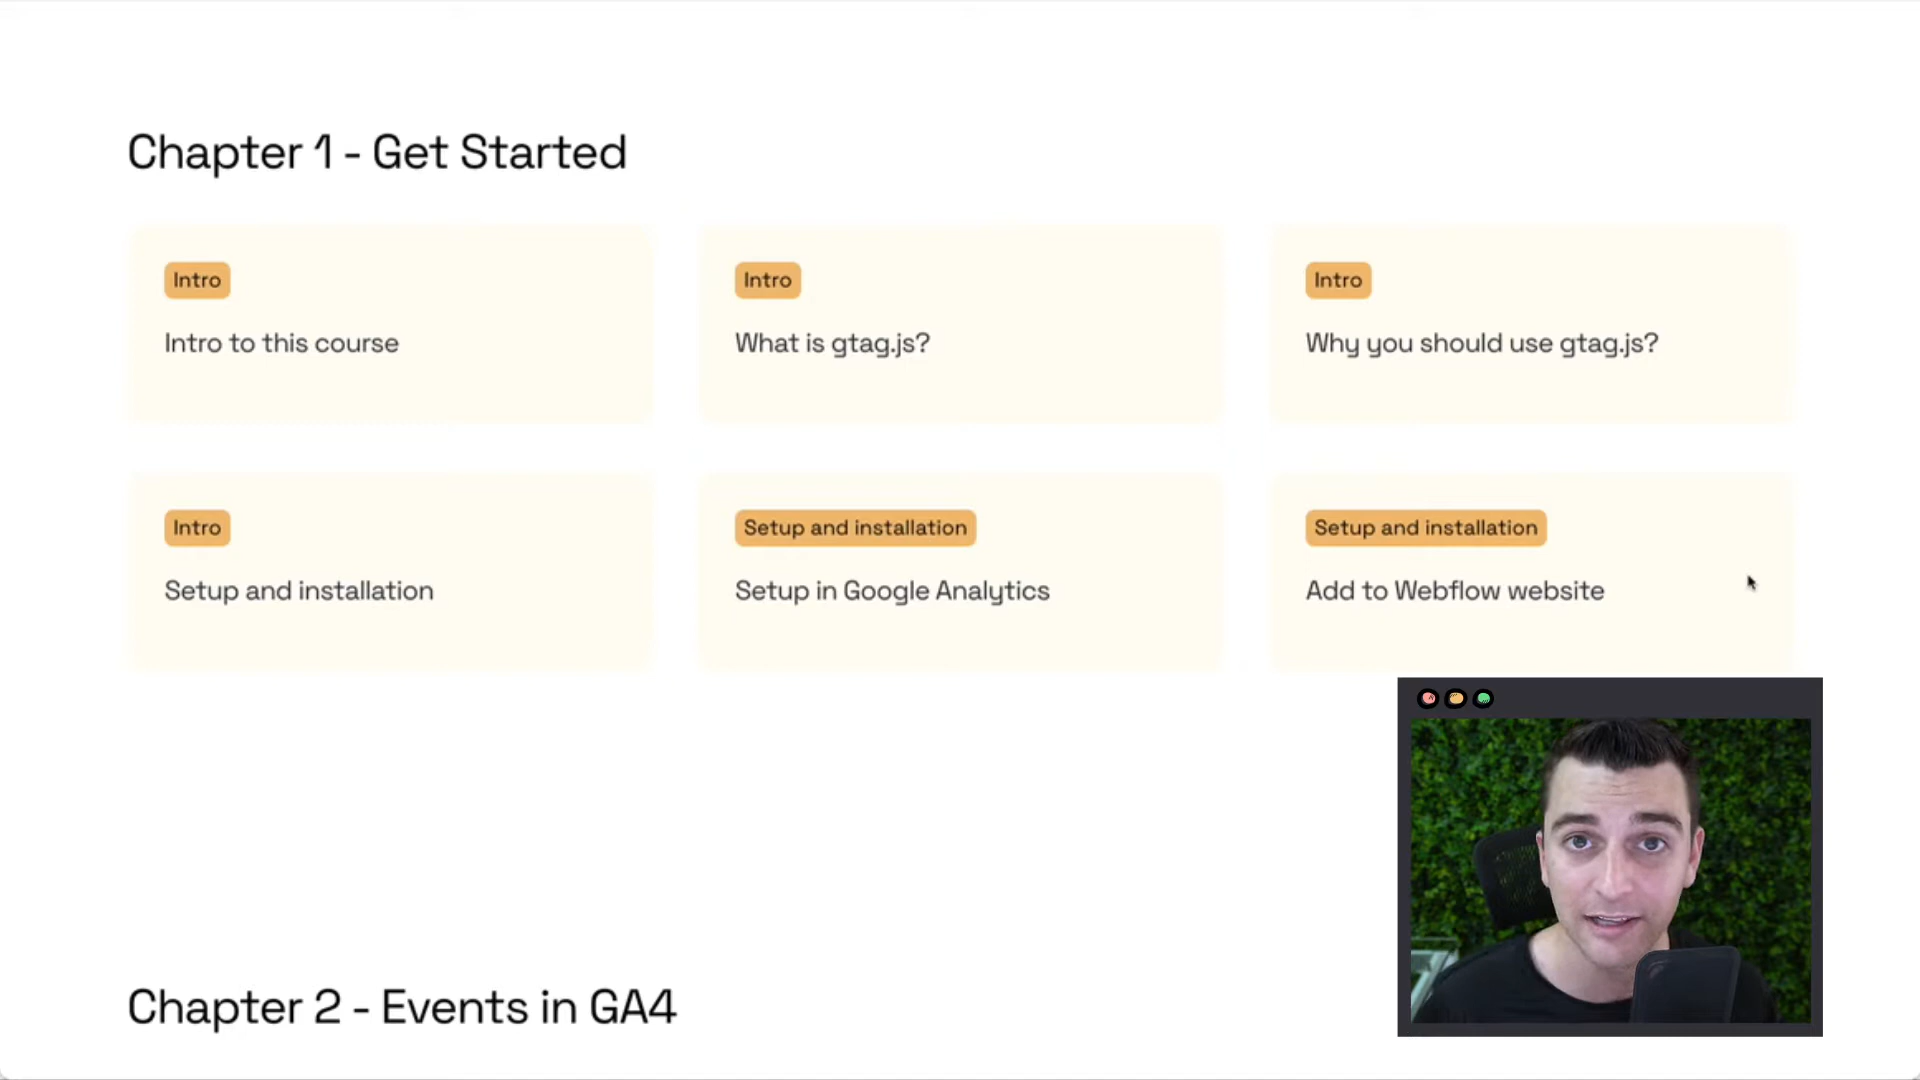 Chapter 1 - Get Started
Intro
Intro to this course
Intro
What is gtag.js?
Intro
Why you should use gtag.js?
Intro
Setup and installation
Setup and installation
Setup in Google Analytics
Setup and installation
Add to Webflow website
Chapter 2 - Events in GA4